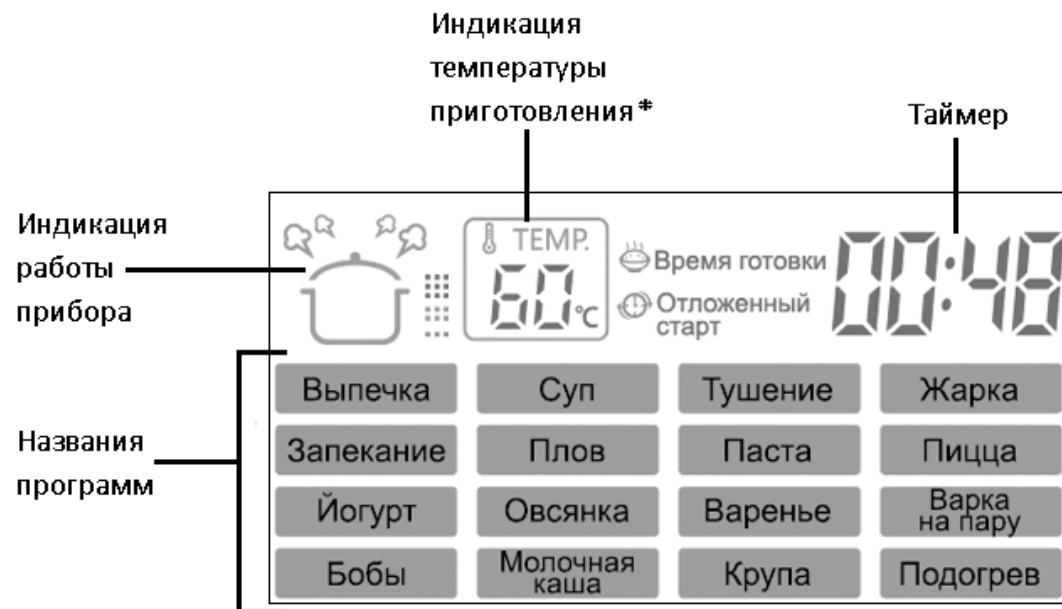 Индикация
температуры
приготовления*
Таймер
Индикация
работы
прибора
TEMP.
60°C
Время готовки
Отложенный
старт
00:48
Названия
программ
Выпечка
Суп
Тушение
Жарка
Запекание
Плов
Паста
Пицца
Йогурт
Овсянка
Варенье
Варка
на пару
Бобы
Молочная
каша
Крупа
Подогрев